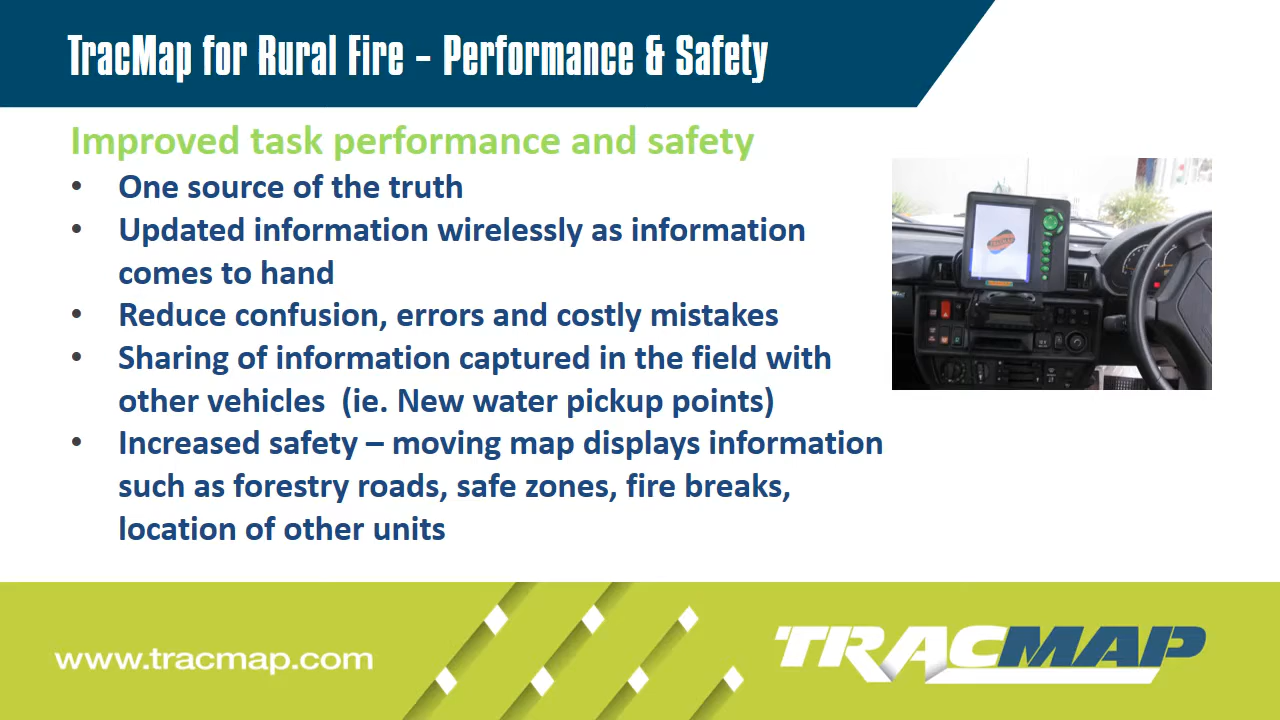 TracMap for Rural Fire – Performance & Safety
Improved task performance and safety
• One source of the truth
• Updated information wirelessly as information
comes to hand
• Reduce confusion, errors and costly mistakes
• Sharing of information captured in the field with
other vehicles (ie. New water pickup points)
• Increased safety – moving map displays information
such as forestry roads, safe zones, fire breaks,
location of other units
www.tracmap.com
TRACMAP